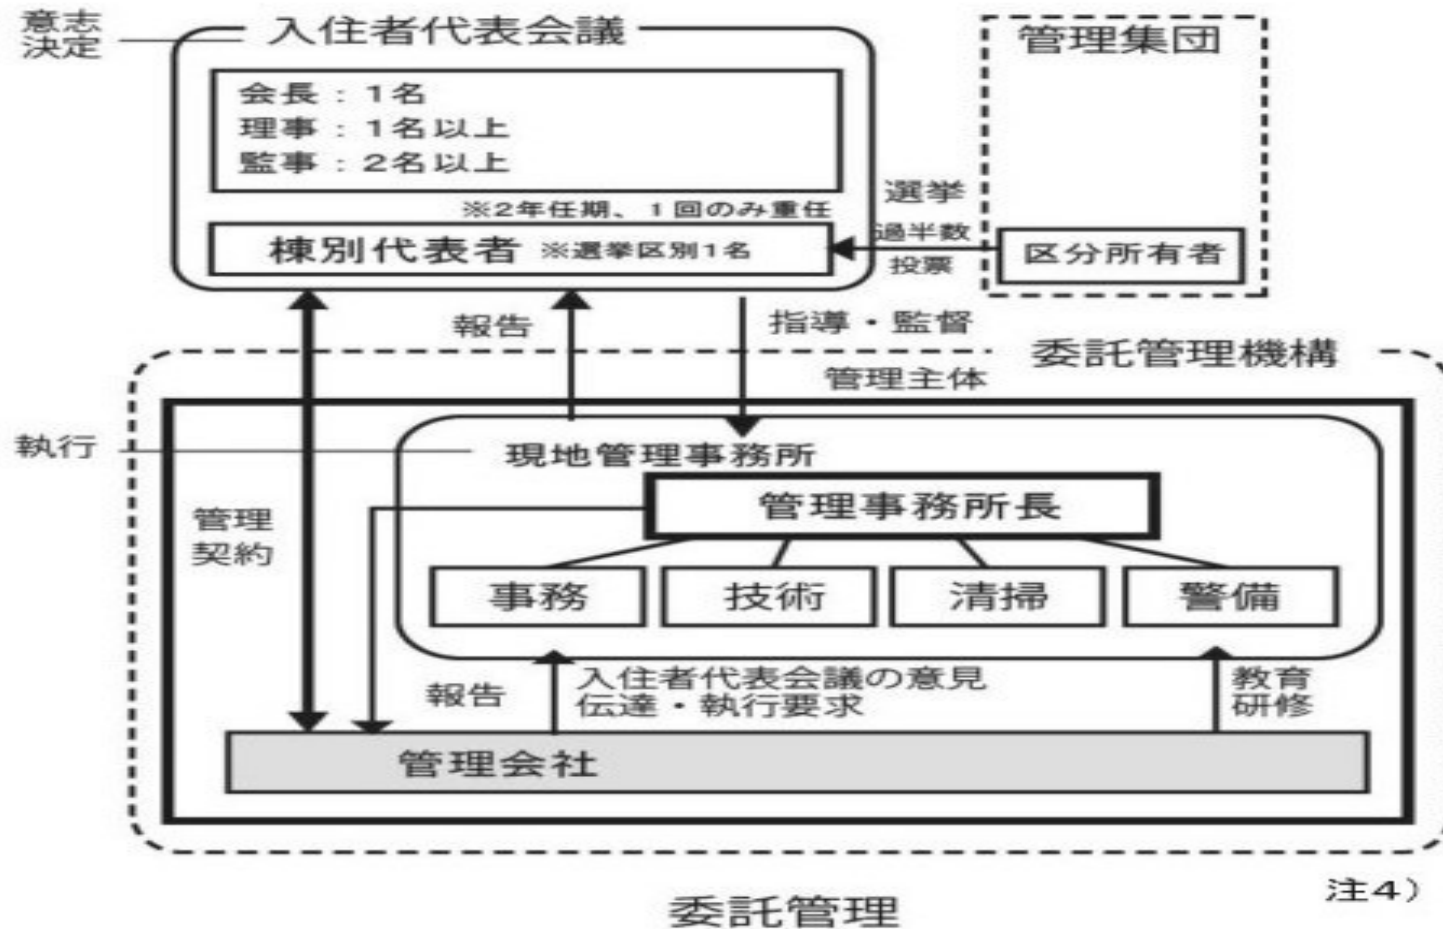 意志
決定
入住者代表会議
管理集団
会長：1名
理事：1名以上
監事：2名以上
※2年任期、1回のみ重任
棟別代表者 ※選挙区別1名
選挙
過半数
投票
区分所有者
報告
指導・監督
委託管理機構
管理主体
執行
現地管理事務所
管理事務所長
管理
契約
事務
技術
清掃
警備
報告
入住者代表会議の意見
伝達・執行要求
教育
研修
管理会社
注4）
委託管理